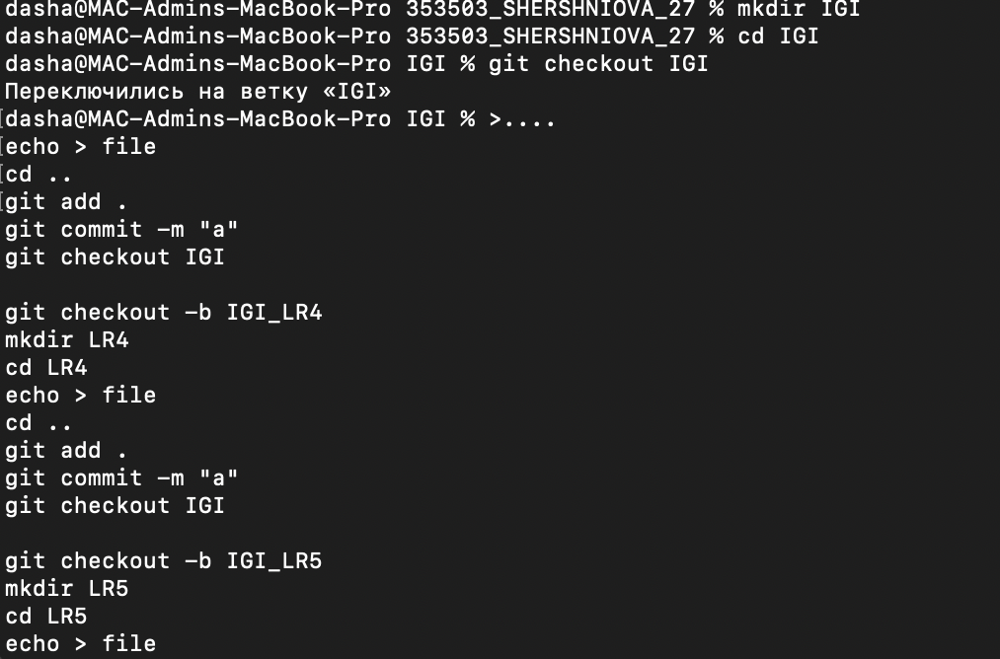 dasha@MAC-Admins-MacBook-Pro 353503_SHERSHNIOVA_27 % mkdir IGI
dasha@MAC-Admins-MacBook-Pro 353503_SHERSHNIOVA_27 % cd IGI
dasha@MAC-Admins-MacBook-Pro IGI % git checkout IGI
Переключились на ветку «IGI»
[dasha@MAC-Admins-MacBook-Pro IGI % >....
[echo > file
[cd ..
[git add .
git commit -m "a"
git checkout IGI
git checkout -b IGI_LR4
mkdir LR4
cd LR4
echo > file
cd ..
git add .
git commit -m "a"
git checkout IGI
git checkout -b IGI_LR5
mkdir LR5
cd LR5
echo > file